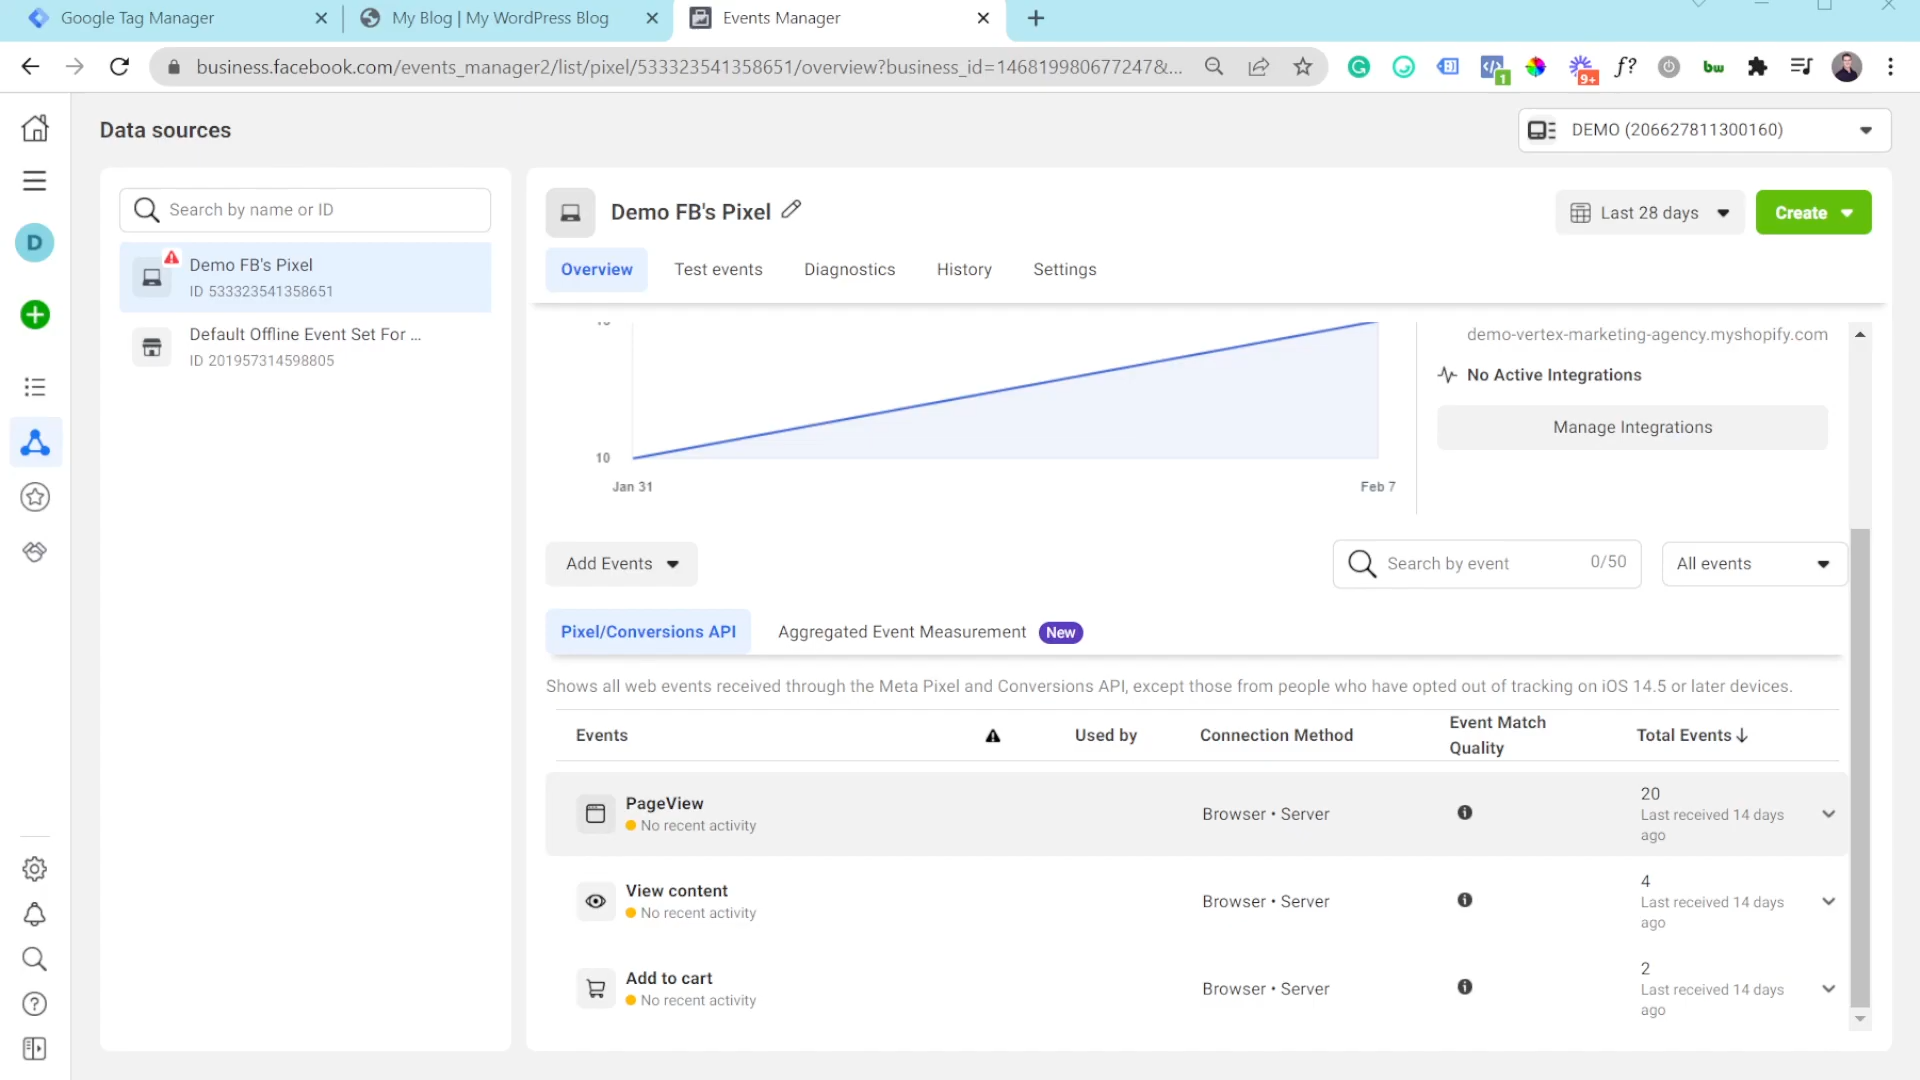 Google Tag Manager
My Blog | My WordPress Blog
Events Manager
business.facebook.com/events_manager2/list/pixel/533323541358651/overview?business_id=146819980677247&...
1
9+
f?
bw
Data sources
DEMO (206627811300160)
Search by name or ID
D
Demo FB's Pixel
ID 533323541358651
Default Offline Event Set For ...
ID 201957314598805
Demo FB's Pixel
Last 28 days
Create
Overview
Test events
Diagnostics
History
Settings
10
Jan 31
Feb 7
demo-vertex-marketing-agency.myshopify.com
No Active Integrations
Manage Integrations
Add Events
Search by event
0/50
All events
Pixel/Conversions API
Aggregated Event Measurement
New
Shows all web events received through the Meta Pixel and Conversions API, except those from people who have opted out of tracking on iOS 14.5 or later devices.
Events
Used by
Connection Method
Event Match
Quality
Total Events
PageView
No recent activity
Browser • Server
20
Last received 14 days
ago
View content
No recent activity
Browser • Server
4
Last received 14 days
ago
Add to cart
No recent activity
Browser • Server
2
Last received 14 days
ago